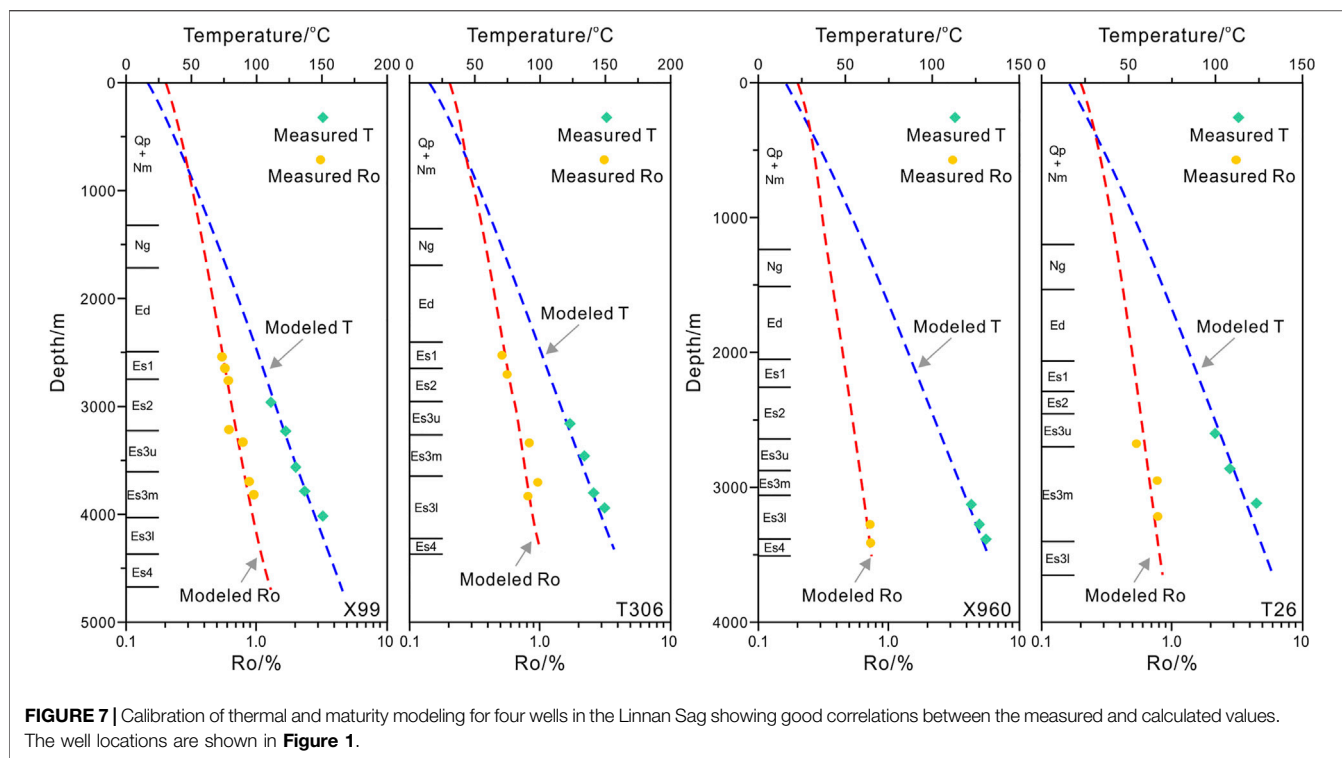 Temperature/°C Temperature/°C Temperature/°C Temperature/°C
0 50 100 150 200 0 50 100 150 200 0 50 100 150 0 50 100 150
0 0
Measured T Measured T Measured T Measured T
Qp + Nm Qp + Nm Qp + Nm Qp + Nm
Measured Ro Measured Ro Measured Ro Measured Ro
1000 1000
Ng Ng Ng Ng
2000 2000
Ed Ed Ed Ed
Modeled T Modeled T Modeled T Modeled T
Depth/m Depth/m
Es1 Es1 Es1 Es1
Es2 Es2 Es2 Es2
3000 3000
Es3u Es3u Es3u Es3u
Es3m Es3m Es3m Es3m
4000 4000
Es3l Es3l Es3l Es3l
Es4 Es4 Es4
Modeled Ro Modeled Ro Modeled Ro Modeled Ro
X99 T306 X960 T26
5000
0.1 1.0 10 0.1 1.0 10 0.1 1.0 10 0.1 1.0 10
Ro/% Ro/% Ro/% Ro/%
FIGURE 7 | Calibration of thermal and maturity modeling for four wells in the Linnan Sag showing good correlations between the measured and calculated values.
The well locations are shown in Figure 1.